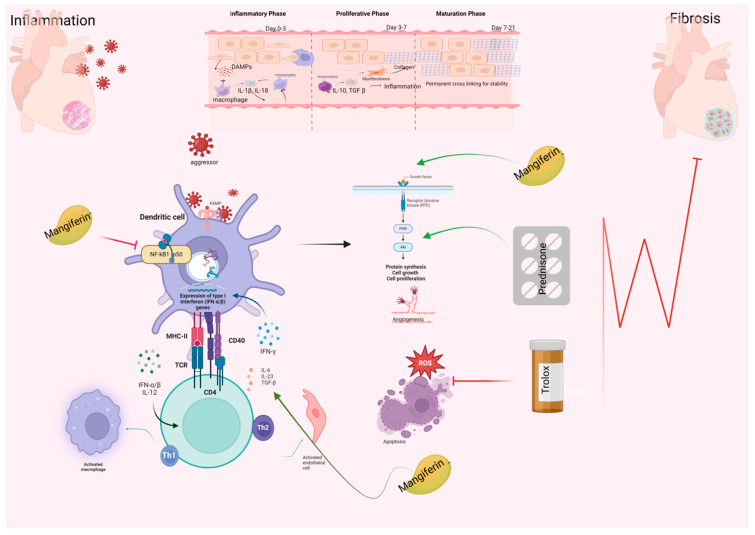 Inflammation
Fibrosis
Inflammatory Phase
Proliferative Phase
Maturation Phase
Day 0-3
Day 3-7
Day 7-21
DAMPs
monocytes
macrophage
IL-1β, IL-18
monocytes
IL-10, TGF β
Myofibroblasts
Collagen
Inflammation
Permanent cross linking for stability
aggressor
PAMP
Dendritic cell
Mangiferin
NF-kB1 p50
Expression of type I
interferon (IFN α/β)
genes
MHC-II
CD40
TCR
CD4
IFN-γ
IFN-α/β
IL-12
IL-6
IL-23
TGF-β
Th1
Th2
Activated
macrophage
Activated
endothelial
cell
Growth factor
Receptor tyrosine
kinase (RTK)
PI3K
Akt
Protein synthesis
Cell growth
Cell proliferation
Angiogenesis
ROS
Apoptosis
Mangiferin
Prednisone
Trolox
Mangiferin